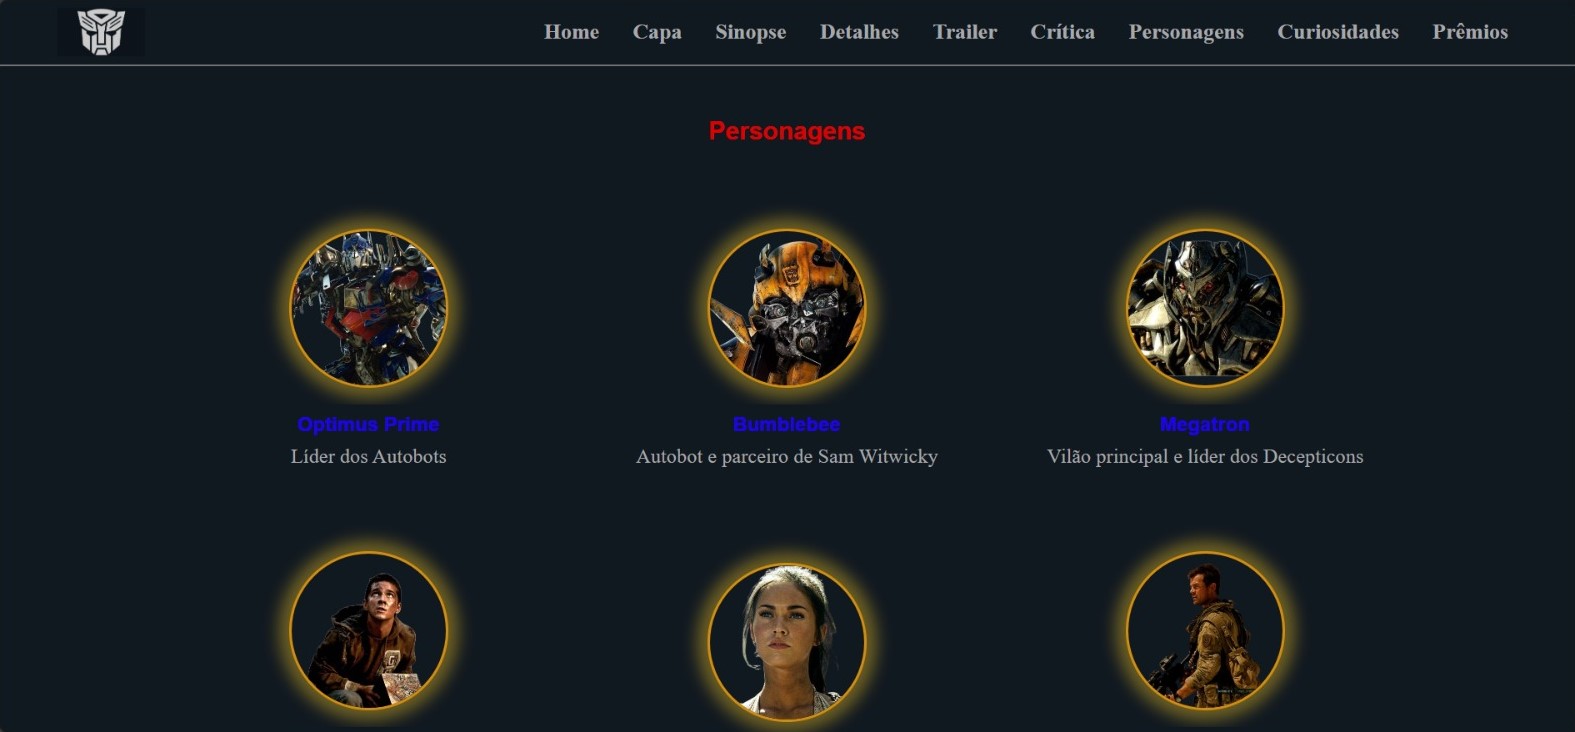 Home Capa Sinopse Detalhes Trailer Crítica Personagens Curiosidades Prêmios
Personagens
Optimus Prime Bumblebee Megatron
Líder dos Autobots Autobot e parceiro de Sam Witwicky Vilão principal e líder dos Decepticons